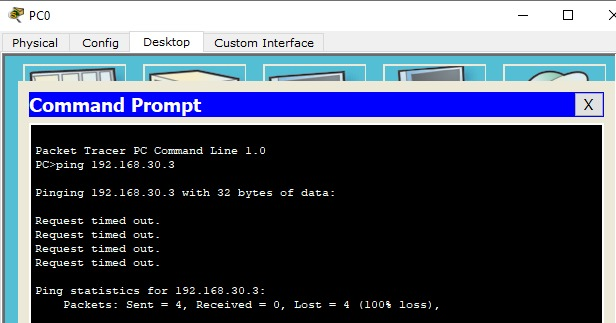 PC0
Physical Config Desktop Custom Interface
Command Prompt X
Packet Tracer PC Command Line 1.0
PC>ping 192.168.30.3
Pinging 192.168.30.3 with 32 bytes of data:
Request timed out.
Request timed out.
Request timed out.
Request timed out.
Ping statistics for 192.168.30.3:
Packets: Sent = 4, Received = 0, Lost = 4 (100% loss),